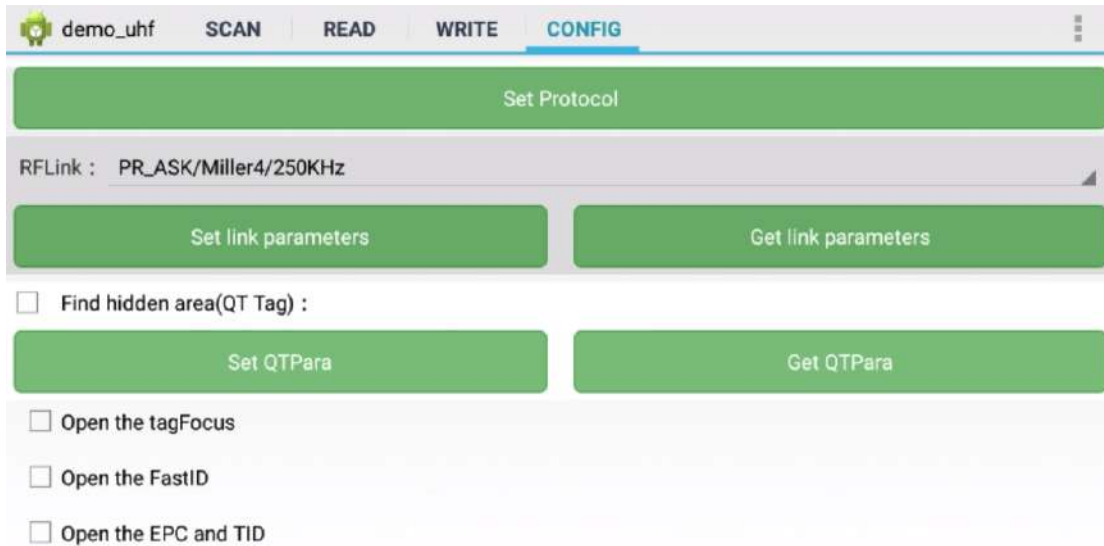 demo_uhf SCAN READ WRITE CONFIG
Set Protocol
RFLink : PR_ASK/Miller4/250KHz
Set link parameters Get link parameters
Find hidden area(QT Tag) :
Set QTPara Get QTPara
Open the tagFocus
Open the FastID
Open the EPC and TID